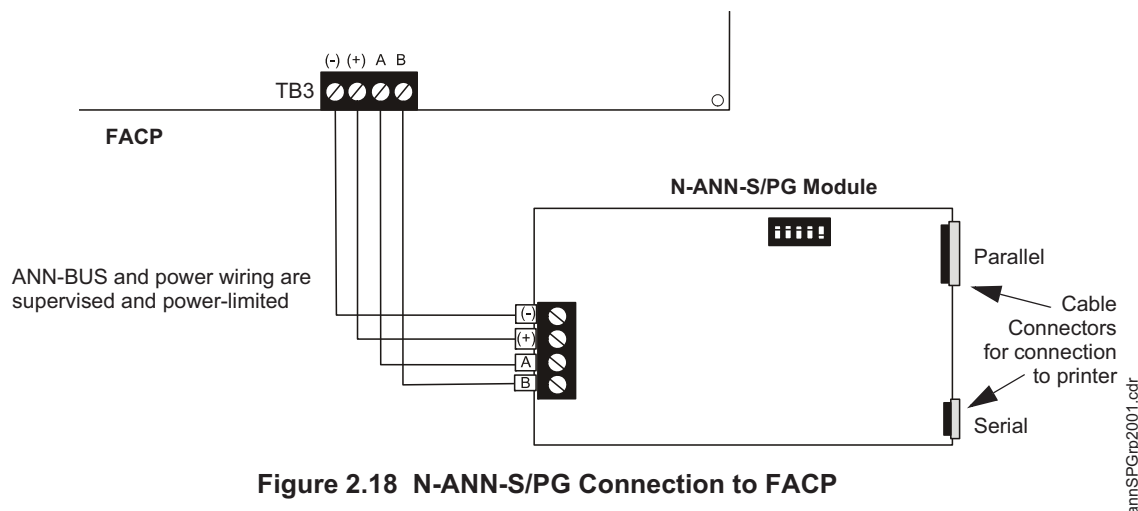 (-) (+) A B
TB3
FACP
N-ANN-S/PG Module
ANN-BUS and power wiring are
supervised and power-limited
(-)
(+)
A
B
Parallel
Cable
Connectors
for connection
to printer
Serial
annSPGrp2001.cdr
Figure 2.18 N-ANN-S/PG Connection to FACP